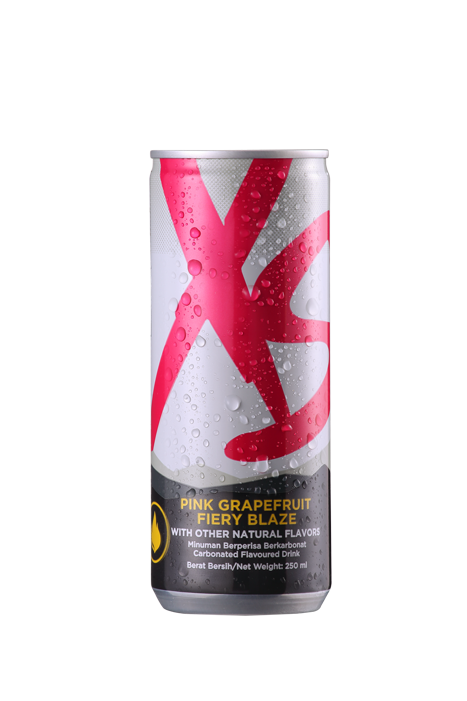 XS
PINK GRAPEFRUIT
FIERY BLAZE
WITH OTHER NATURAL FLAVORS
Minuman Berperisa Berkarbonat
Carbonated Flavoured Drink
Berat Bersih/Net Weight: 250 ml